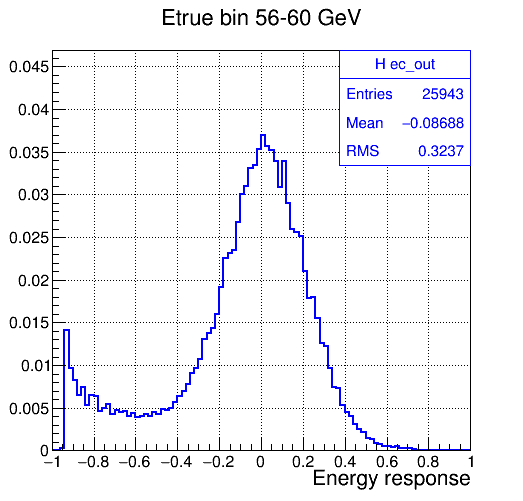 Etrue bin 56-60 GeV
H ec_out
Entries 25943
Mean −0.08688
RMS 0.3237
0.045
0.04
0.035
0.03
0.025
0.02
0.015
0.01
0.005
0
−1 −0.8 −0.6 −0.4 −0.2 0 0.2 0.4 0.6 0.8 1
Energy response